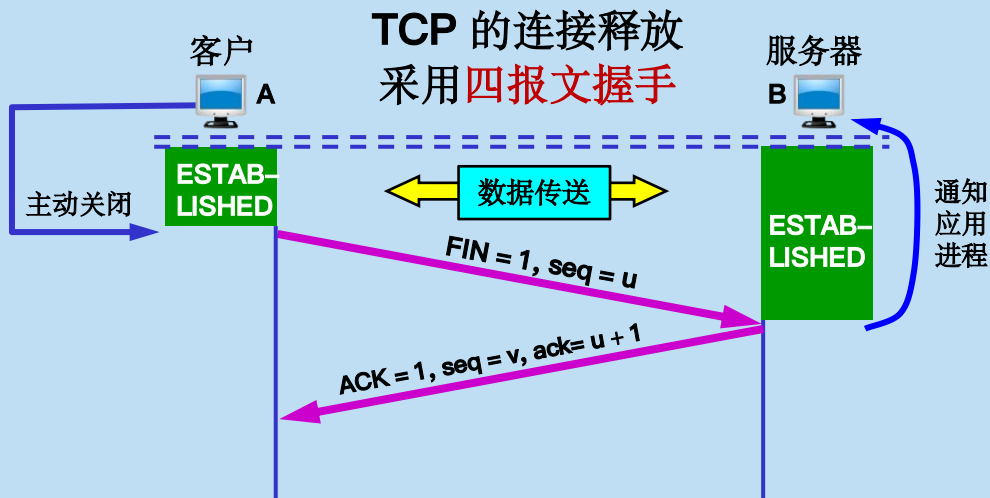 TCP 的连接释放
采用四报文握手
客户
A
服务器
B
ESTAB–
LISHED
数据传送
主动关闭
ESTAB–
LISHED
通知
应用
进程
FIN = 1, seq = u
ACK = 1, seq = v, ack= u + 1